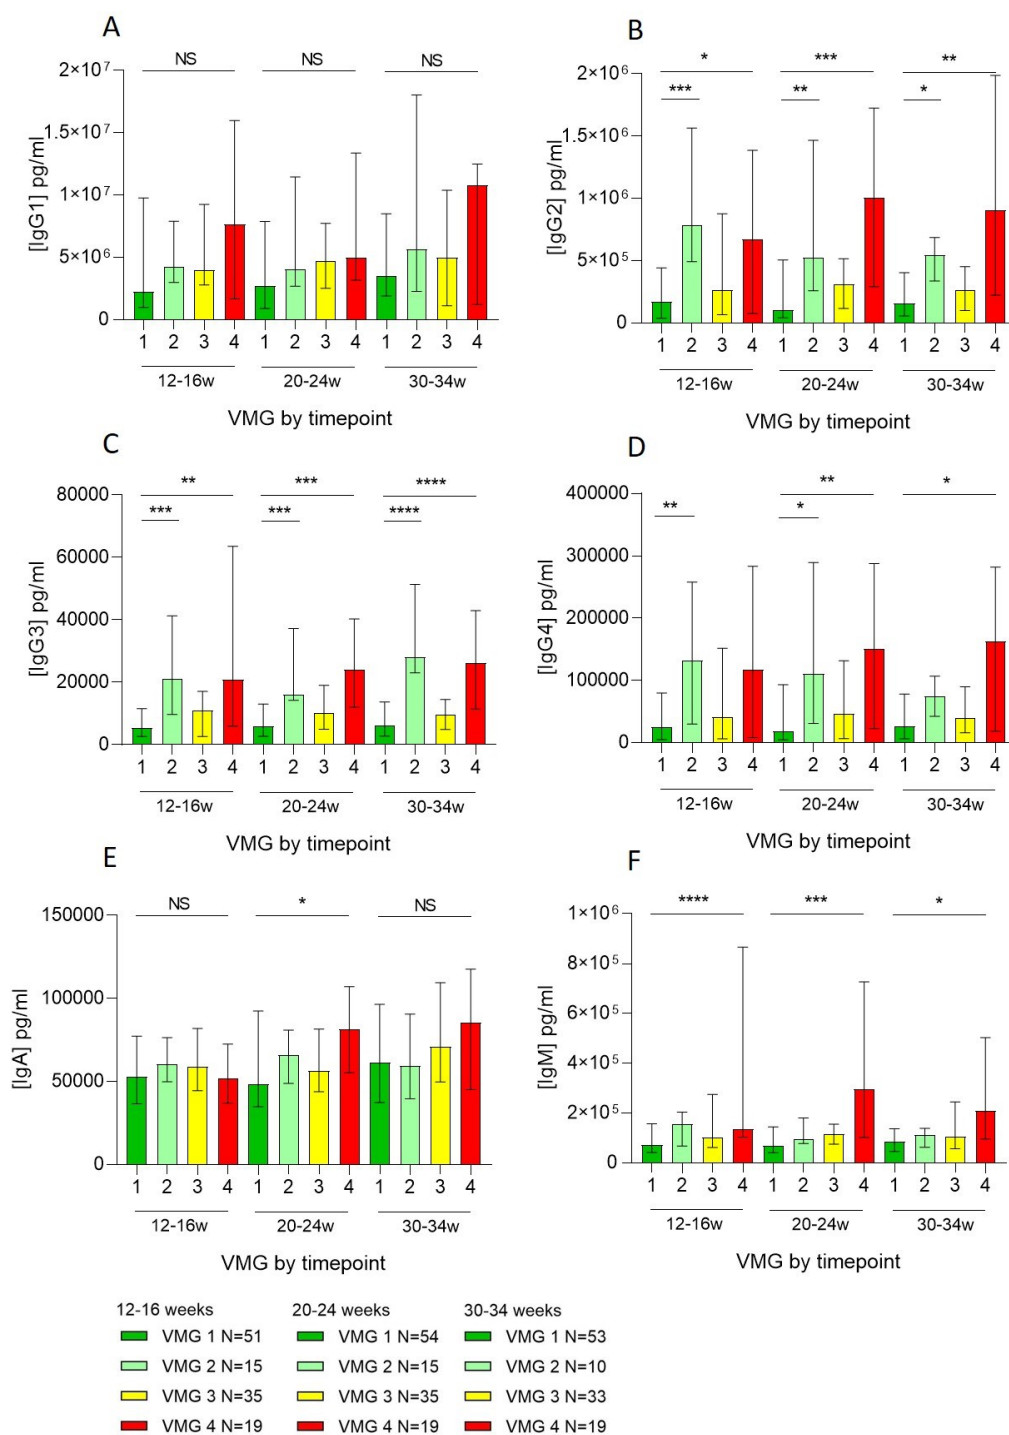 A
NS NS NS
2×10⁷
1.5×10⁷
1×10⁷
5×10⁶
0
[IgG1] pg/ml
1 2 3 4 1 2 3 4 1 2 3 4
12-16w 20-24w 30-34w
VMG by timepoint
B
* *** **
*** ** *
2×10⁶
1.5×10⁶
1×10⁶
5×10⁵
0
[IgG2] pg/ml
1 2 3 4 1 2 3 4 1 2 3 4
12-16w 20-24w 30-34w
VMG by timepoint
C
** *** ****
*** *** ****
80000
60000
40000
20000
0
[IgG3] pg/ml
1 2 3 4 1 2 3 4 1 2 3 4
12-16w 20-24w 30-34w
VMG by timepoint
D
** *
** *
400000
300000
200000
100000
0
[IgG4] pg/ml
1 2 3 4 1 2 3 4 1 2 3 4
12-16w 20-24w 30-34w
VMG by timepoint
E
NS * NS
150000
100000
50000
0
[IgA] pg/ml
1 2 3 4 1 2 3 4 1 2 3 4
12-16w 20-24w 30-34w
VMG by timepoint
F
**** *** *
1×10⁶
8×10⁵
6×10⁵
4×10⁵
2×10⁵
0
[IgM] pg/ml
1 2 3 4 1 2 3 4 1 2 3 4
12-16w 20-24w 30-34w
VMG by timepoint
12-16 weeks 20-24 weeks 30-34 weeks
VMG 1 N=51 VMG 1 N=54 VMG 1 N=53
VMG 2 N=15 VMG 2 N=15 VMG 2 N=10
VMG 3 N=35 VMG 3 N=35 VMG 3 N=33
VMG 4 N=19 VMG 4 N=19 VMG 4 N=19